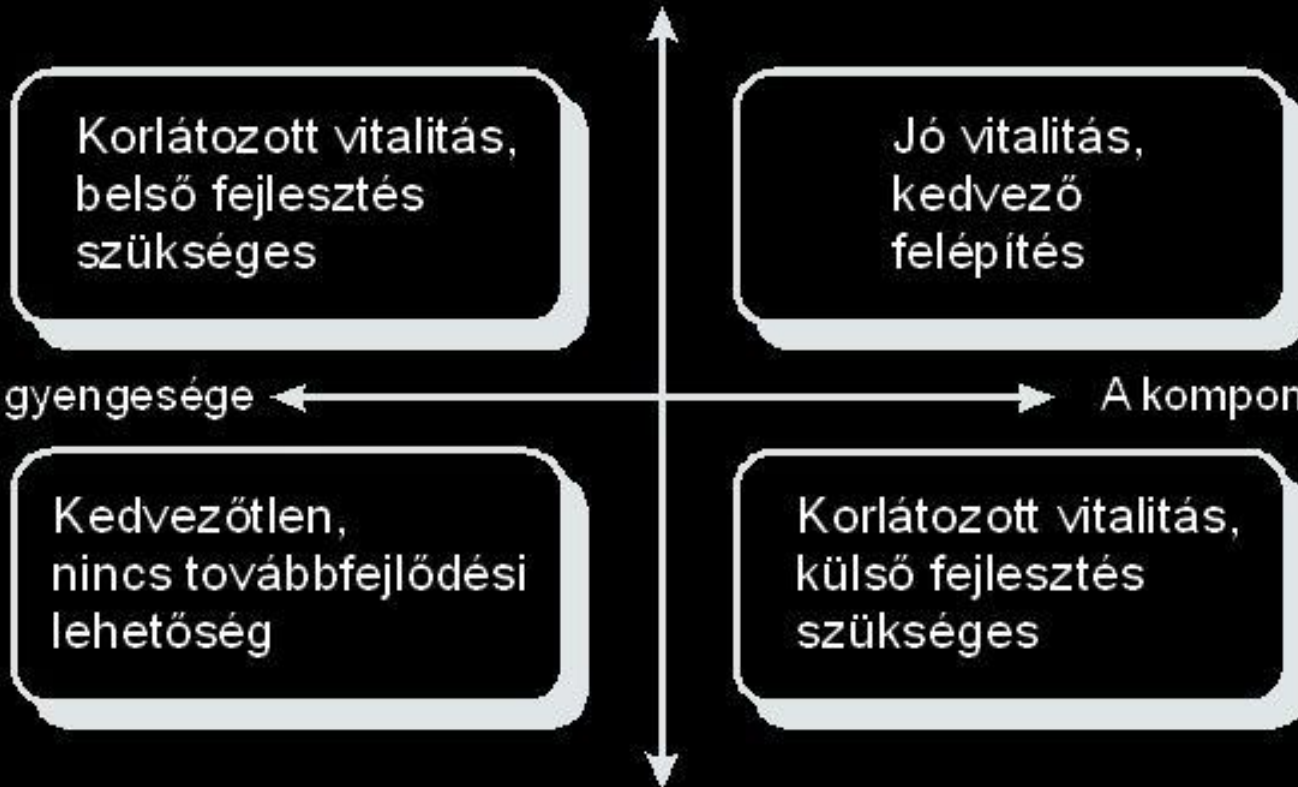 Korlátozott vitalitás,
belső fejlesztés
szükséges
Jó vitalitás,
kedvező
felépítés
gyengesége
A kompon
Kedvezőtlen,
nincs továbbfejlődési
lehetőség
Korlátozott vitalitás,
külső fejlesztés
szükséges